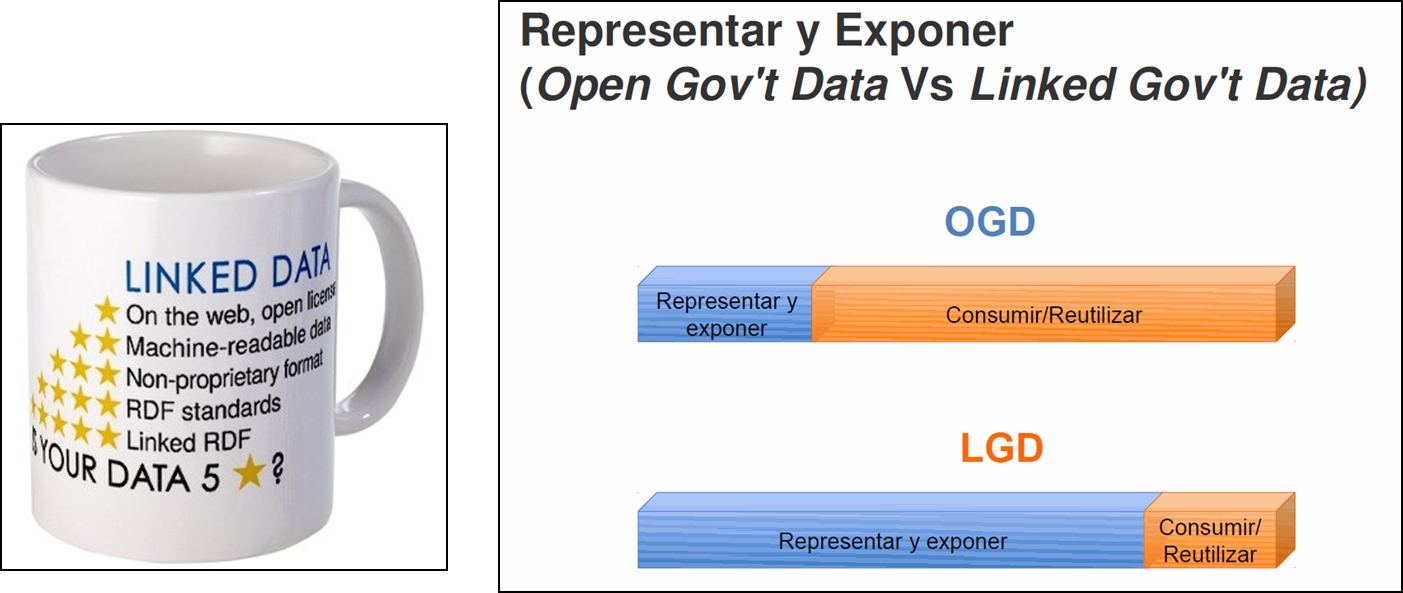 LINKED DATA
On the web, open license
Machine-readable data
Non-proprietary format
RDF standards
Linked RDF
IS YOUR DATA 5 ★?
Representar y Exponer
(Open Gov't Data Vs Linked Gov't Data)
OGD
Representar y
exponer
Consumir/Reutilizar
LGD
Representar y exponer
Consumir/
Reutilizar